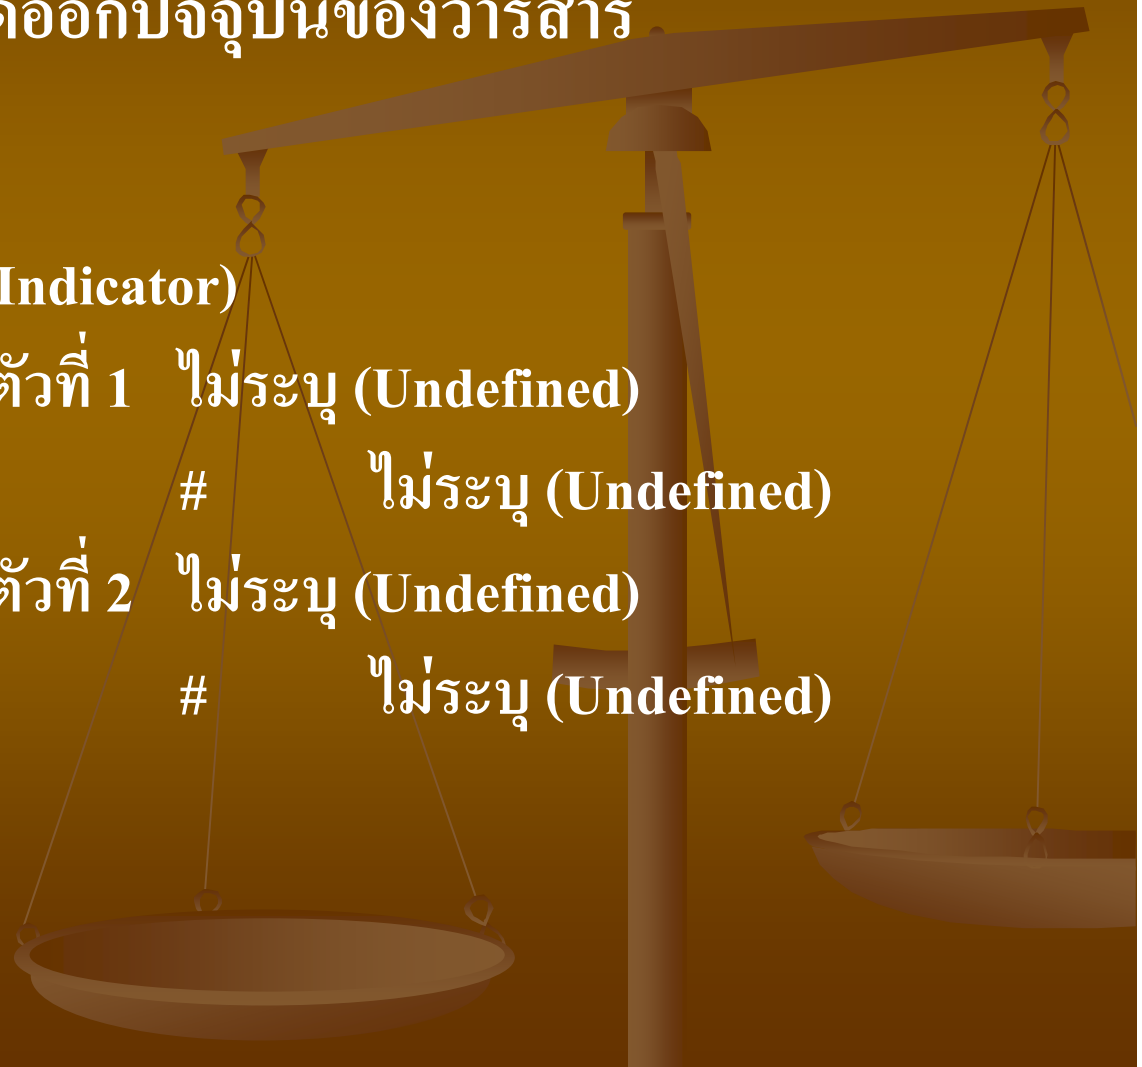 ออกปัจจุบันของวารสาร
Indicator)
ตัวที่ 1 ไม่ระบุ (Undefined)
# ไม่ระบุ (Undefined)
ตัวที่ 2 ไม่ระบุ (Undefined)
# ไม่ระบุ (Undefined)